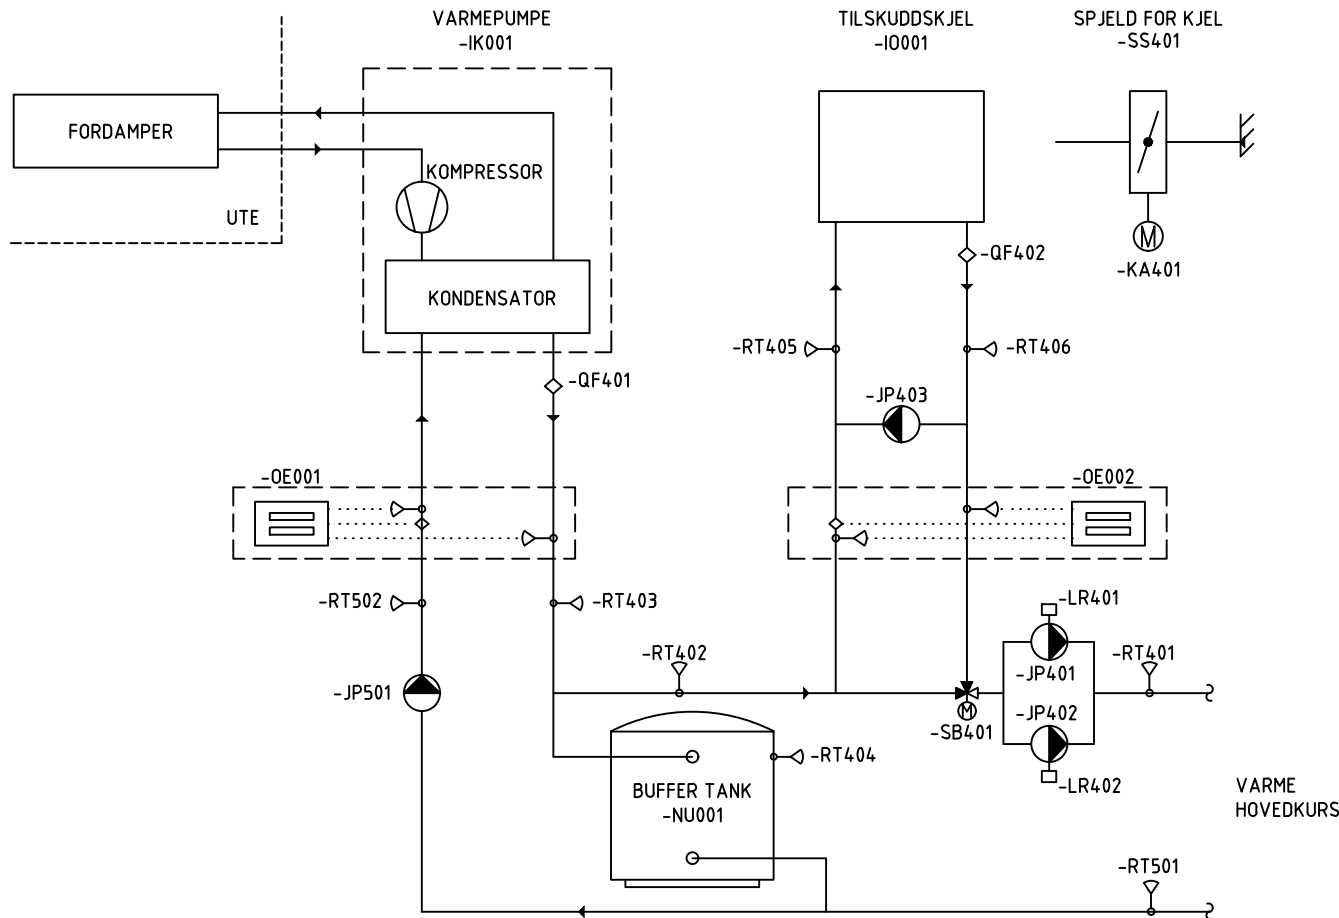 VARMEPUMPE
-IK001
TILSKUDDSKJEL
-IO001
SPJELD FOR KJEL
-SS401
FORDAMPER
KOMPRESSOR
UTE
KONDENSATOR
-QF402
M
-KA401
-RT405
-RT406
-QF401
-JP403
-OE001
-OE002
-RT502
-RT403
-LR401
-RT402
-RT401
-JP401
-JP501
-JP402
M
-SB401
-RT404
BUFFER TANK
-NU001
-LR402
VARME
HOVEDKURS
-RT501